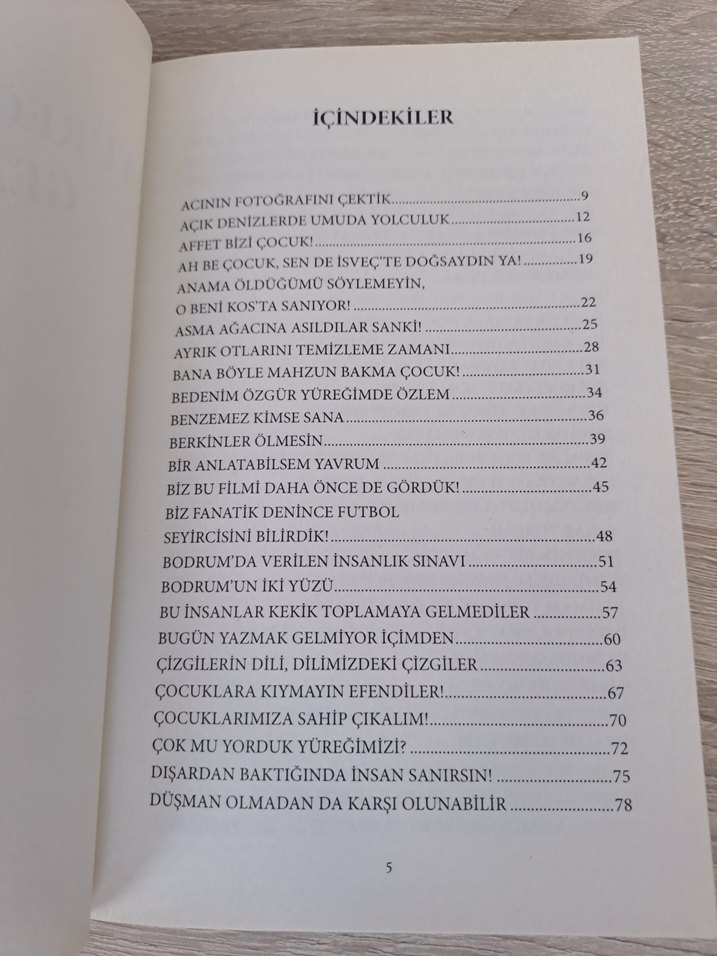 İÇİNDEKİLER
ACININ FOTOĞRAFINI ÇEKTİK..................................................9
AÇIK DENİZLERDE UMUDA YOLCULUK..............................12
AFFET BİZİ ÇOCUK!................................................................16
AH BE ÇOCUK, SEN DE İSVEÇ'TE DOĞSAYDIN YA!.............19
ANAMA ÖLDÜĞÜMÜ SÖYLEMEYİN,
O BENİ KOS'TA SANIYOR!......................................................22
ASMA AĞACINA ASILDILAR SANKİ!.....................................25
AYRIK OTLARINI TEMİZLEME ZAMANI...............................28
BANA BÖYLE MAHZUN BAKMA ÇOCUK!.............................31
BEDENİM ÖZGÜR YÜREĞİMDE ÖZLEM...............................34
BENZEMEZ KİMSE SANA.......................................................36
BERKİNLER ÖLMESİN.............................................................39
BİR ANLATABİLSEM YAVRUM................................................42
BİZ BU FİLMİ DAHA ÖNCE DE GÖRDÜK!.............................45
BİZ FANATİK DENİNCE FUTBOL
SEYİRCİSİNİ BİLİRDİK!...........................................................48
BODRUM'DA VERİLEN İNSANLIK SINAVI.............................51
BODRUM'UN İKİ YÜZÜ...........................................................54
BU İNSANLAR KEKİK TOPLAMAYA GELMEDİLER................57
BUGÜN YAZMAK GELMİYOR İÇİMDEN................................60
ÇİZGİLERİN DİLİ, DİLİMİZDEKİ ÇİZGİLER...........................63
ÇOCUKLARA KIYMAYIN EFENDİLER!...................................67
ÇOCUKLARIMIZA SAHİP ÇIKALIM!......................................70
ÇOK MU YORDUK YÜREĞİMİZİ?..........................................72
DIŞARDAN BAKTIĞINDA İNSAN SANIRSIN!.........................75
DÜŞMAN OLMADAN DA KARŞI OLUNABİLİR......................78
5